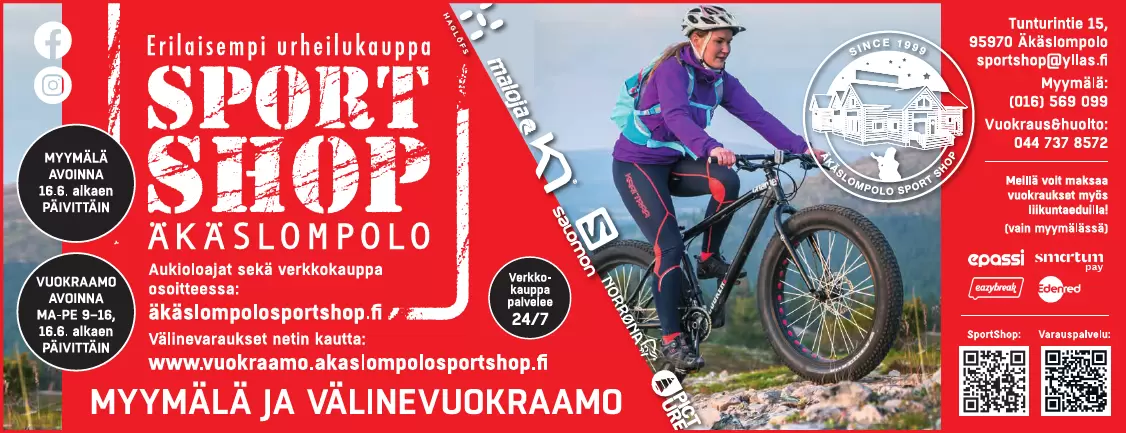 Erilaisempi urheilukauppa
SPORT
SHOP
ÄKÄSLOMPOLO
Aukioloajat sekä verkkokauppa
osoitteessa:
äkäslompolosportshop.fi
Välinevaraukset netin kautta:
www.vuokraamo.akaslompolosportshop.fi
MYYMÄLÄ JA VÄLINEVUOKRAAMO
MYYMÄLÄ
AVOINNA
16.6. alkaen
PÄIVITTÄIN
VUOKRAAMO
AVOINNA
MA-PE 9–16,
16.6. alkaen
PÄIVITTÄIN
Verkko-
kauppa
palvelee
24/7
HAGLÖFS
maloja
salomon
NORRØNA
PICT
URE
SINCE 1999
ÄKÄSLOMPOLO SPORT SHOP
Tunturintie 15,
95970 Äkäslompolo
sportshop@yllas.fi
Myymälä:
(016) 569 099
Vuokraus&huolto:
044 737 8572
Meillä voit maksaa
vuokraukset myös
liikuntaeduilla!
(vain myymälässä)
epassi
smartum
pay
eazybreak
Edenred
SportShop:
Varauspalvelu: